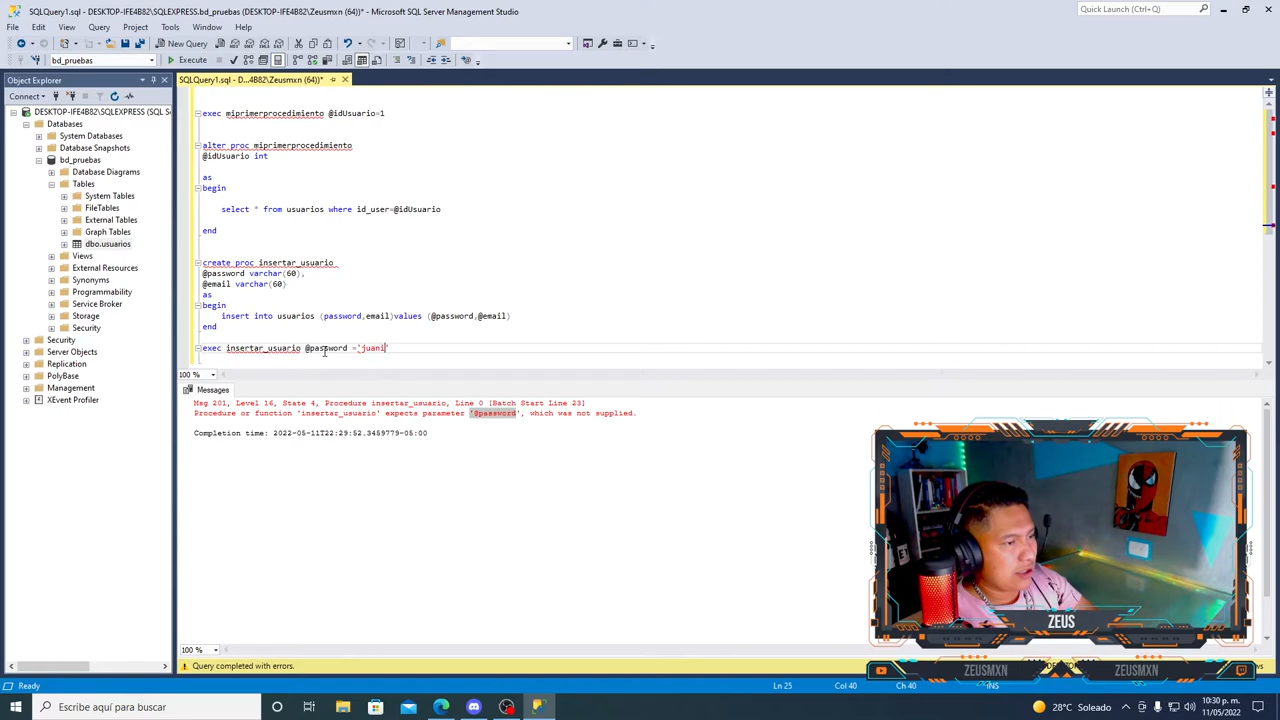 SQLQuery1.sql - DESKTOP-IFE4B82\SQLEXPRESS.bd_pruebas (DESKTOP-IFE4B82\Zeusmxn (64))* - Microsoft SQL Server Management Studio
Quick Launch (Ctrl+Q)
File Edit View Query Project Tools Window Help
New Query
bd_pruebas
Execute
Object Explorer
SQLQuery1.sql - D...4B82\Zeusmxn (64))*
Connect
DESKTOP-IFE4B82\SQLEXPRESS (SQL S
Databases
System Databases
Database Snapshots
bd_pruebas
Database Diagrams
Tables
System Tables
FileTables
External Tables
Graph Tables
dbo.usuarios
Views
External Resources
Synonyms
Programmability
Service Broker
Storage
Security
Security
Server Objects
Replication
PolyBase
Management
XEvent Profiler
exec miprimerprocedimiento @idUsuario=1
alter proc miprimerprocedimiento
@idUsuario int
as
begin
select * from usuarios where id_user=@idUsuario
end
create proc insertar_usuario
@password varchar(60),
@email varchar(60)
as
begin
insert into usuarios (password,email)values (@password,@email)
end
exec insertar_usuario @password ='juani'
100 %
Messages
Msg 201, Level 16, State 4, Procedure insertar_usuario, Line 0 [Batch Start Line 23]
Procedure or function 'insertar_usuario' expects parameter '@password', which was not supplied.
Completion time: 2022-05-11T22:29:52.3459779-05:00
100 %
Query completed with errors.
ZEUS
ZEUSMXN
ZEUSMXN
Ready
Ln 25
Col 40
Ch 40
INS
Escribe aquí para buscar
28°C Soleado
10:30 p. m.
11/05/2022